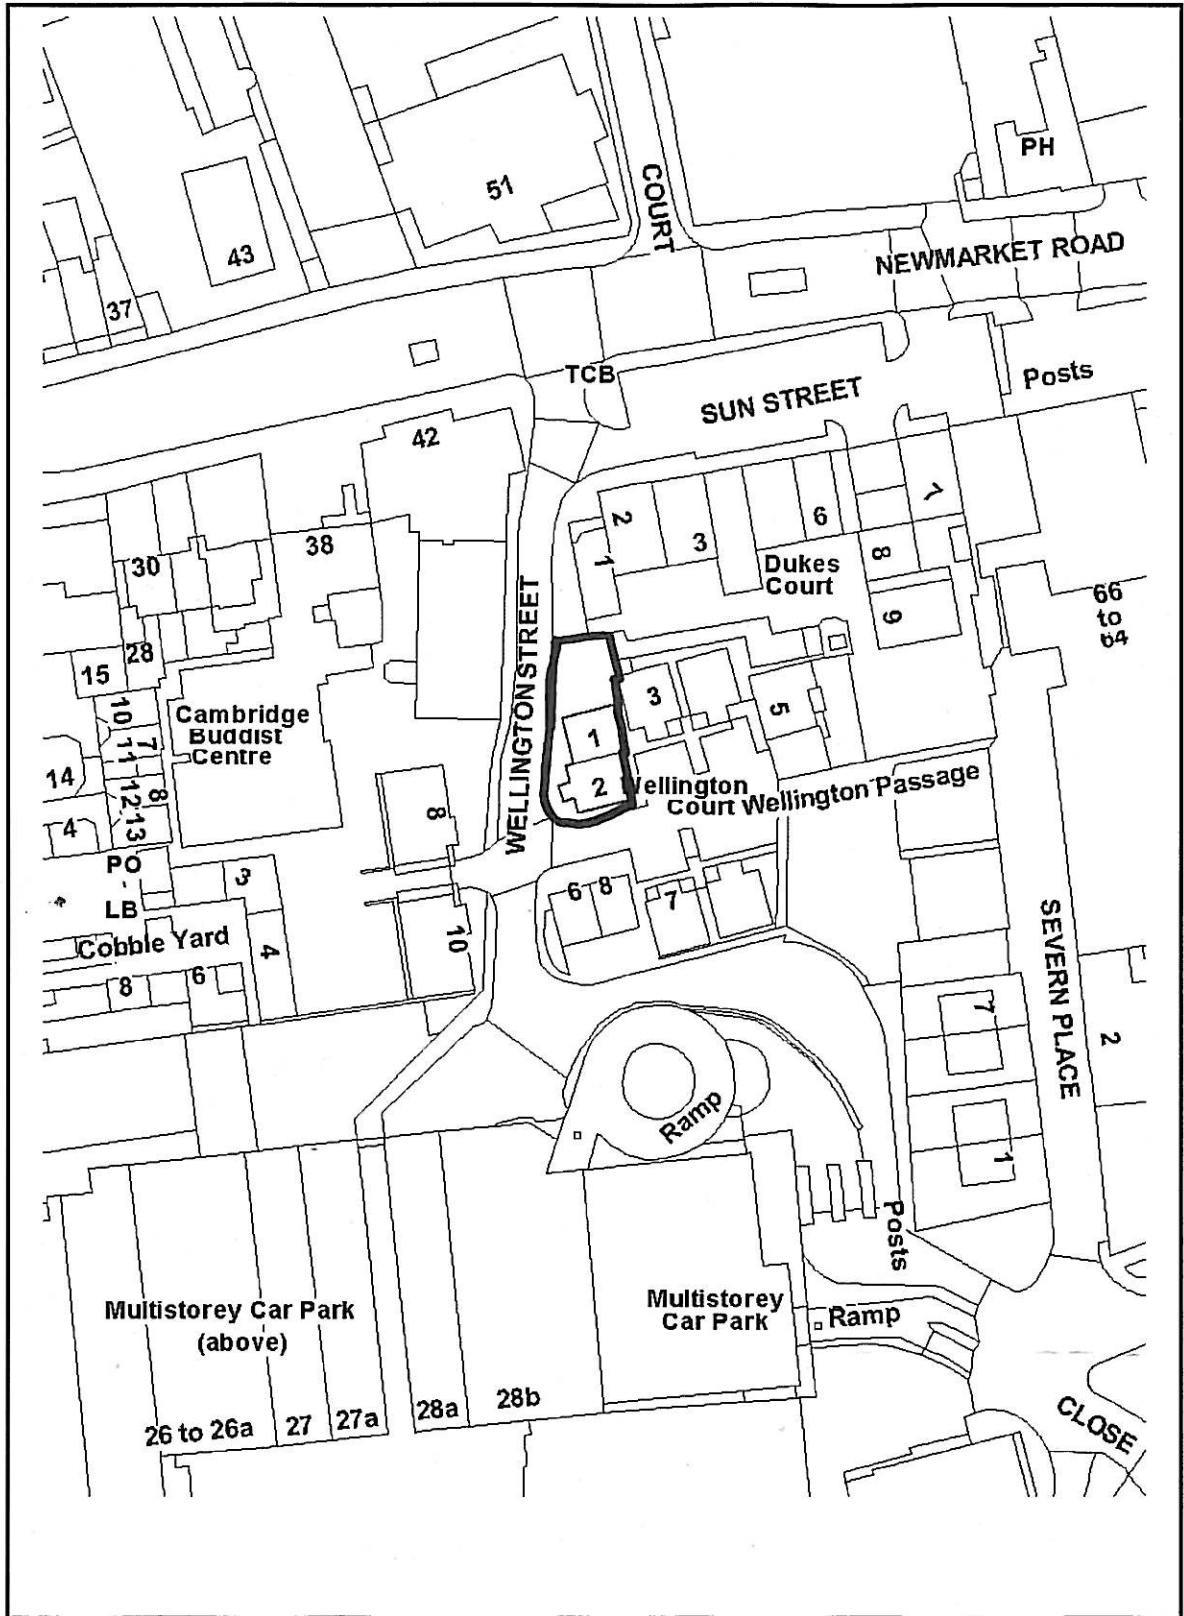 PH
COURT
51
43
NEWMARKET ROAD
37
TCB
Posts
SUN STREET
42
2
6
7
3
38
1
8
30
Dukes
Court
66
to
64
9
28
WELLINGTON STREET
15
3
10
Cambridge
Buddist
Centre
5
1
7
11
14
2
Wellington
Court
Wellington Passage
12
8
8
13
4
PO
LB
3
6
8
7
Cobble Yard
4
10
SEVERN PLACE
8
6
7
2
Ramp
1
Posts
Multistorey Car Park
(above)
Multistorey
Car Park
Ramp
26 to 26a
27
27a
28a
28b
CLOSE